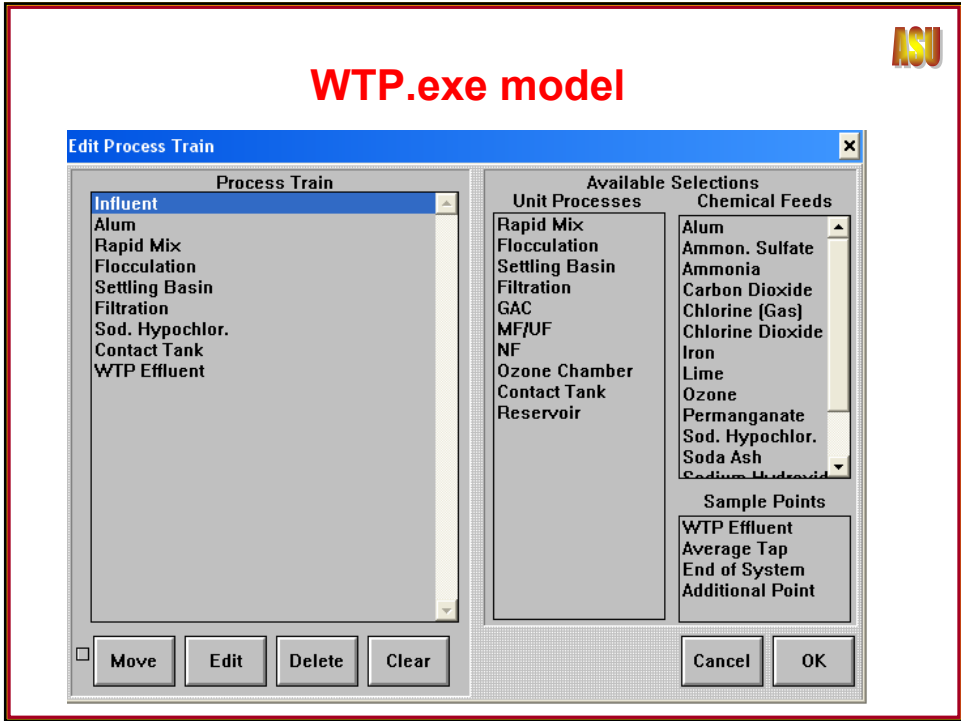 ASU
WTP.exe model
Edit Process Train
Process Train
Influent
Alum
Rapid Mix
Flocculation
Settling Basin
Filtration
Sod. Hypochlor.
Contact Tank
WTP Effluent
Available Selections
Unit Processes
Rapid Mix
Flocculation
Settling Basin
Filtration
GAC
MF/UF
NF
Ozone Chamber
Contact Tank
Reservoir
Chemical Feeds
Alum
Ammon. Sulfate
Ammonia
Carbon Dioxide
Chlorine (Gas)
Chlorine Dioxide
Iron
Lime
Ozone
Permanganate
Sod. Hypochlor.
Soda Ash
Sodium Hydroxid
Sample Points
WTP Effluent
Average Tap
End of System
Additional Point
Move
Edit
Delete
Clear
Cancel
OK